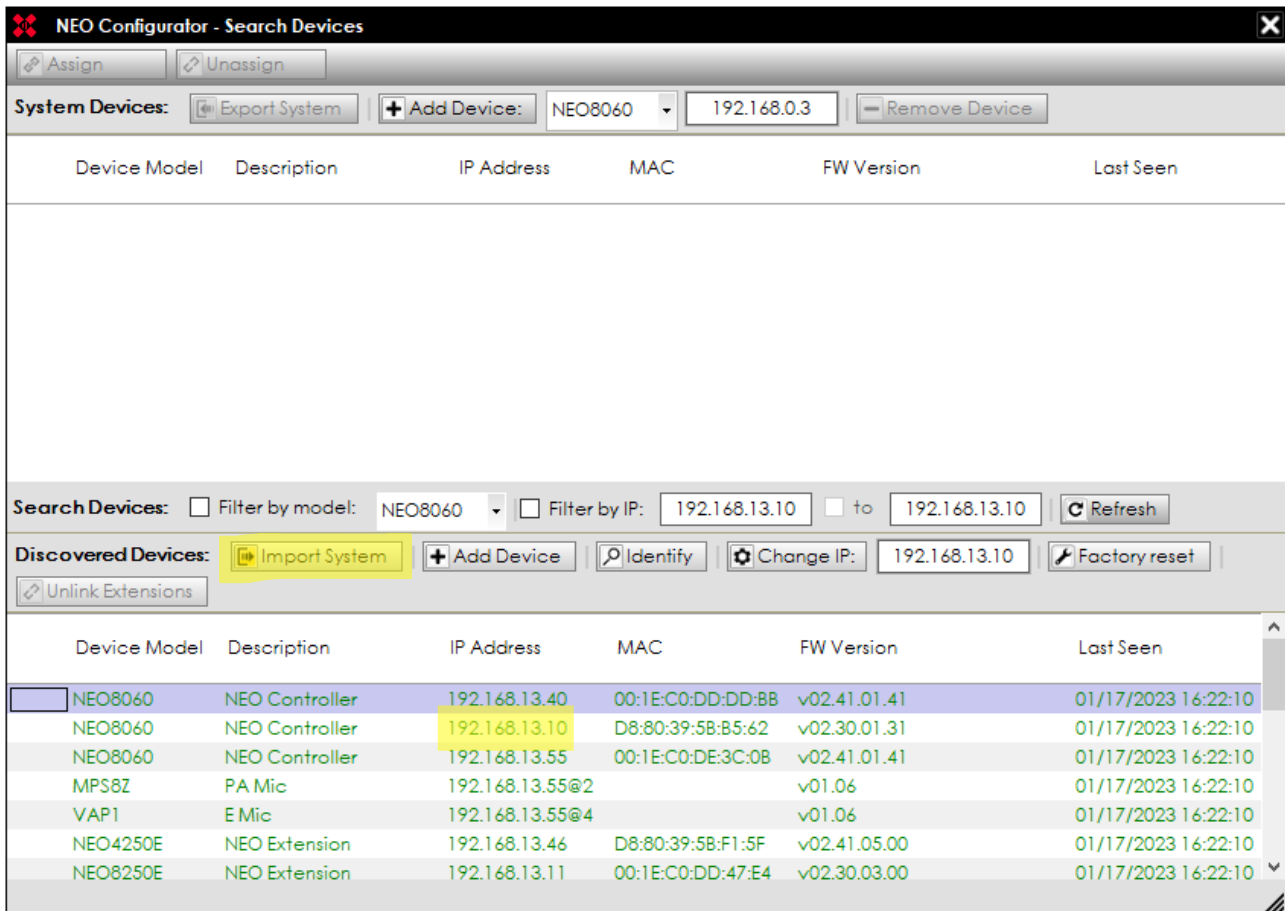 NEO Configurator - Search Devices
Assign Unassign
System Devices: Export System Add Device: NEO8060 192.168.0.3 Remove Device
Device Model Description IP Address MAC FW Version Last Seen
Search Devices: Filter by model: NEO8060 Filter by IP: 192.168.13.10 to 192.168.13.10 Refresh
Discovered Devices: Import System Add Device Identify Change IP: 192.168.13.10 Factory reset
Unlink Extensions
Device Model Description IP Address MAC FW Version Last Seen
NEO8060 NEO Controller 192.168.13.40 00:1E:C0:DD:DD:BB v02.41.01.41 01/17/2023 16:22:10
NEO8060 NEO Controller 192.168.13.10 D8:80:39:5B:B5:62 v02.30.01.31 01/17/2023 16:22:10
NEO8060 NEO Controller 192.168.13.55 00:1E:C0:DE:3C:0B v02.41.01.41 01/17/2023 16:22:10
MPS8Z PA Mic 192.168.13.55@2 v01.06 01/17/2023 16:22:10
VAP1 E Mic 192.168.13.55@4 v01.06 01/17/2023 16:22:10
NEO4250E NEO Extension 192.168.13.46 D8:80:39:5B:F1:5F v02.41.05.00 01/17/2023 16:22:10
NEO8250E NEO Extension 192.168.13.11 00:1E:C0:DD:47:E4 v02.30.03.00 01/17/2023 16:22:10